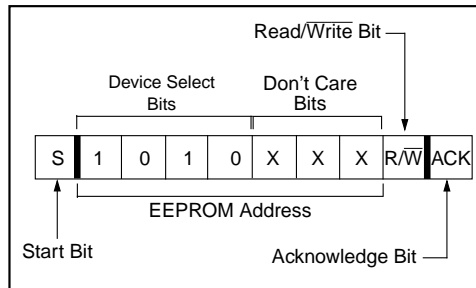 Read/Write Bit
Device Select Bits
Don't Care Bits
S 1 0 1 0 X X X R/W ACK
EEPROM Address
Start Bit
Acknowledge Bit